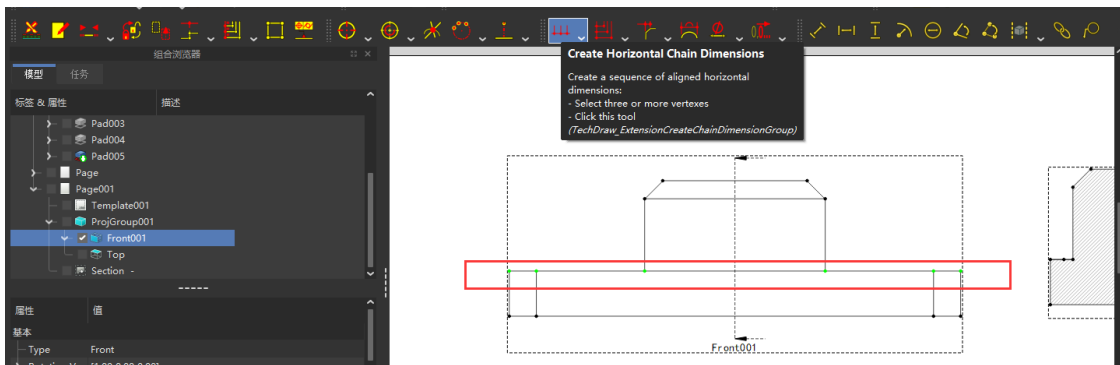 组合浏览器
模型 任务
标签 & 属性 描述
Pad003
Pad004
Pad005
Page
Page001
Template001
ProjGroup001
Front001
Top
Section -
属性 值
基本
Type Front
Create Horizontal Chain Dimensions
Create a sequence of aligned horizontal
dimensions:
- Select three or more vertexes
- Click this tool
(TechDraw_ExtensionCreateChainDimensionGroup)
Front001